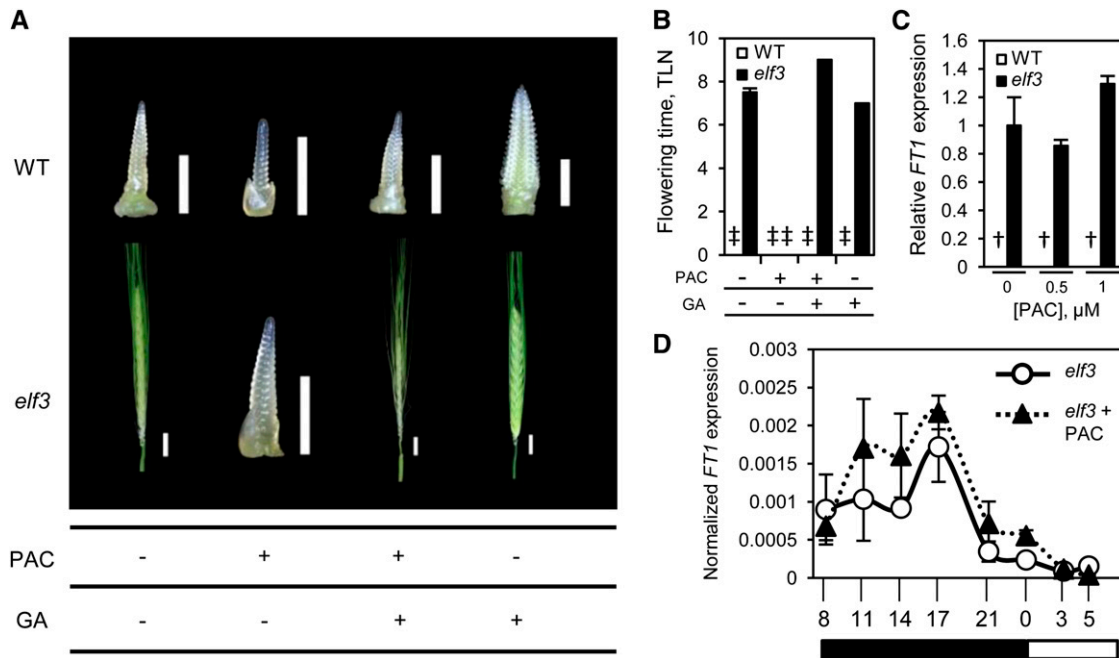 A
WT
elf3
PAC - + + -
GA - - + +
B
WT
elf3
Flowering time, TLN
10
8
6
4
2
0
‡ ‡‡ ‡ ‡
PAC - + + -
GA - - + +
C
WT
elf3
Relative FT1 expression
1.6
1.4
1.2
1
0.8
0.6
0.4
0.2
0
† † †
0 0.5 1
[PAC], µM
D
elf3
elf3 +
PAC
Normalized FT1 expression
0.003
0.0025
0.002
0.0015
0.001
0.0005
0
8 11 14 17 21 0 3 5